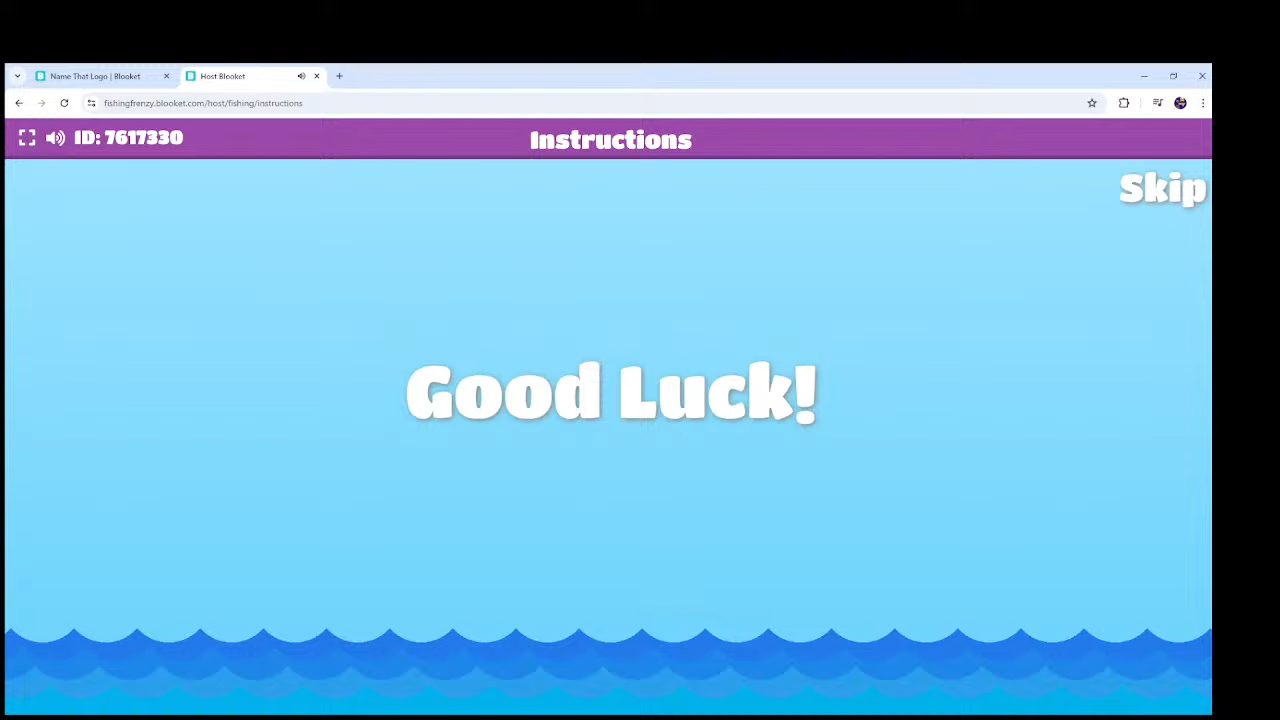 Name That Logo | Blooket
Host Blooket
fishingfrenzy.blooket.com/host/fishing/instructions
ID: 7617330
Instructions
Skip
Good Luck!